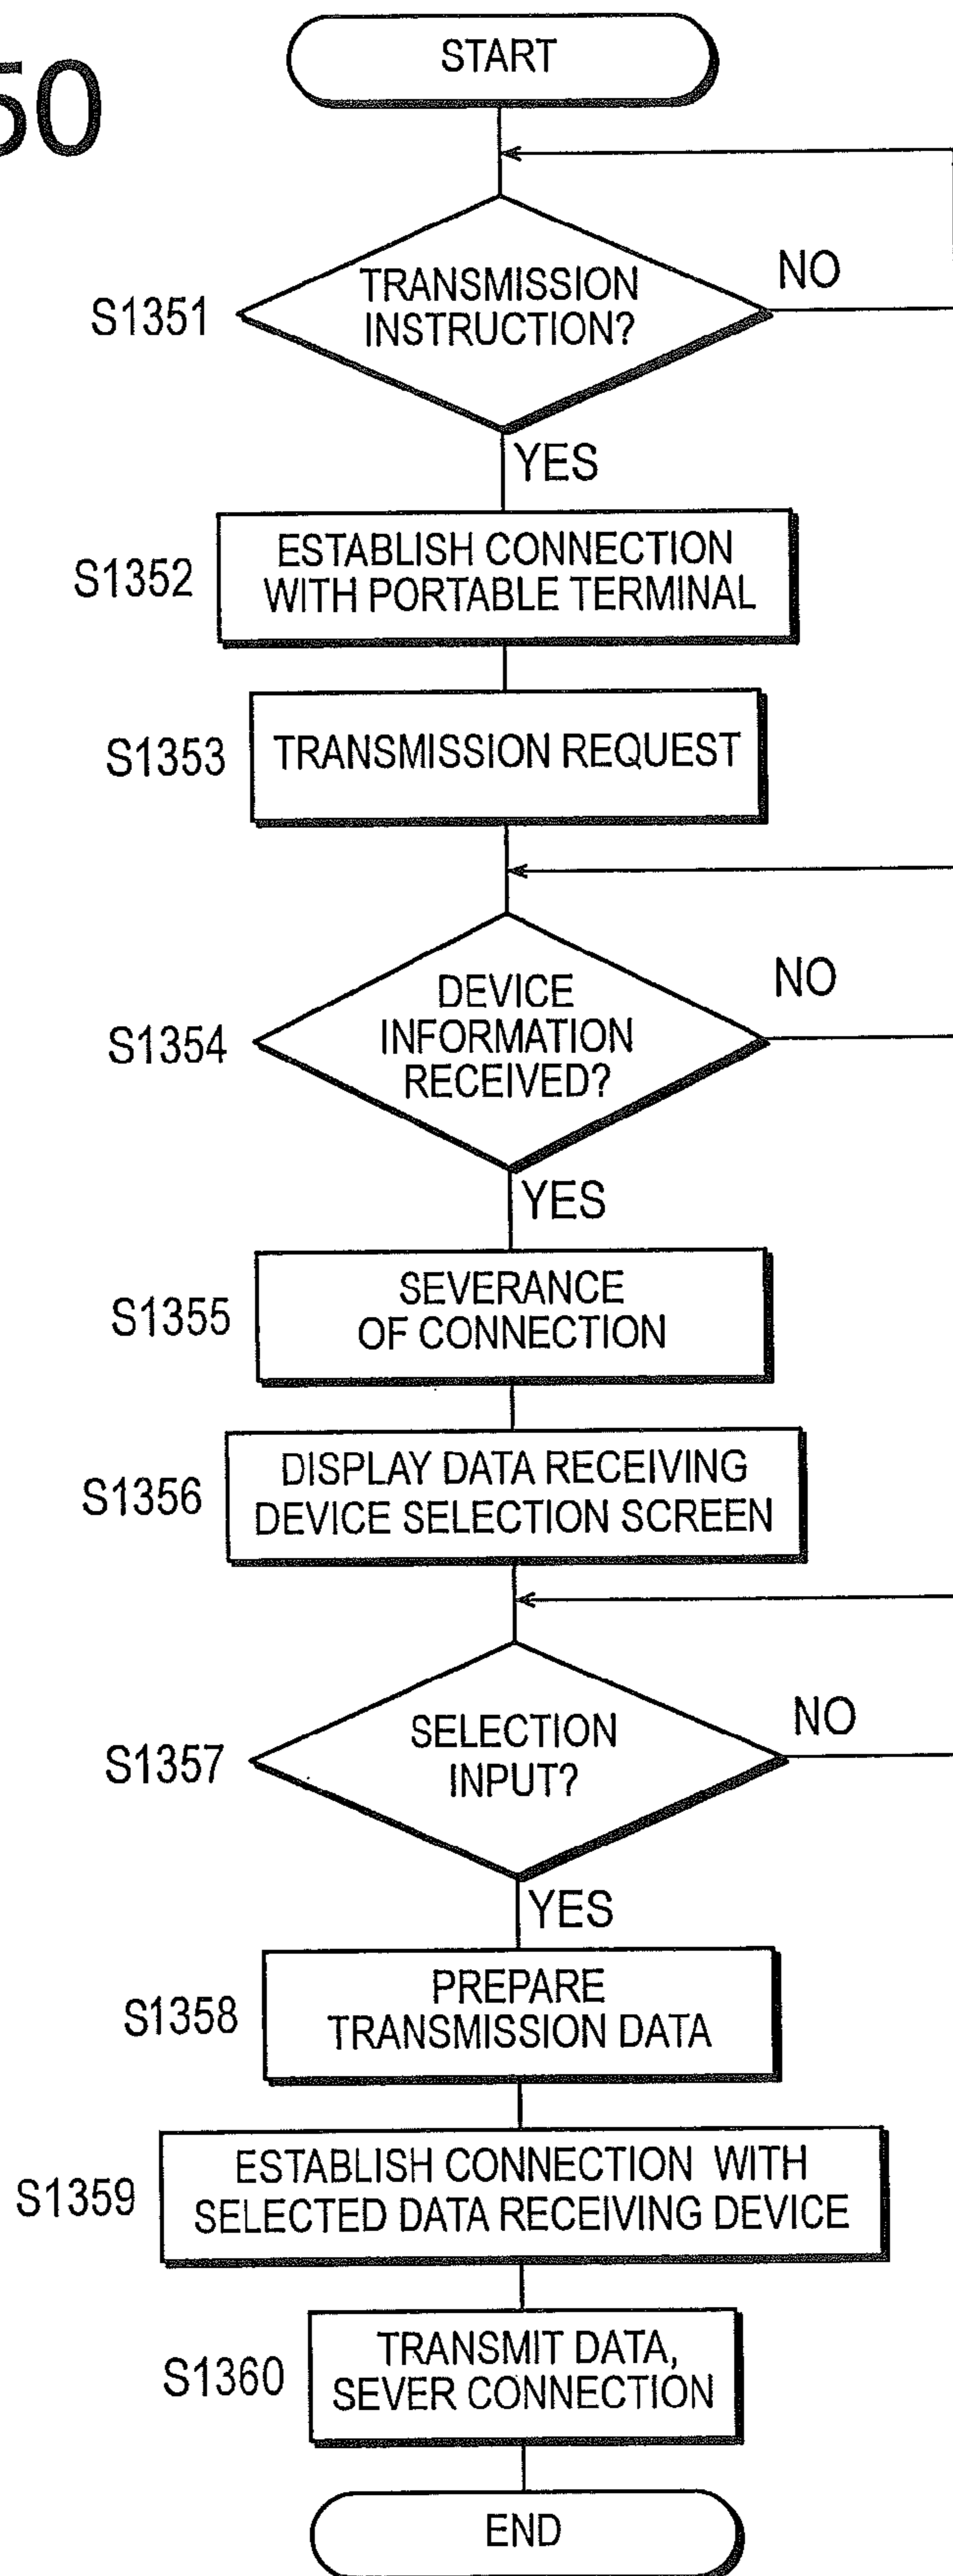 50
START
NO
S1351
TRANSMISSION
INSTRUCTION?
YES
S1352
ESTABLISH CONNECTION
WITH PORTABLE TERMINAL
S1353
TRANSMISSION REQUEST
NO
S1354
DEVICE
INFORMATION
RECEIVED?
YES
S1355
SEVERANCE
OF CONNECTION
S1356
DISPLAY DATA RECEIVING
DEVICE SELECTION SCREEN
NO
S1357
SELECTION
INPUT?
YES
S1358
PREPARE
TRANSMISSION DATA
S1359
ESTABLISH CONNECTION WITH
SELECTED DATA RECEIVING DEVICE
S1360
TRANSMIT DATA,
SEVER CONNECTION
END